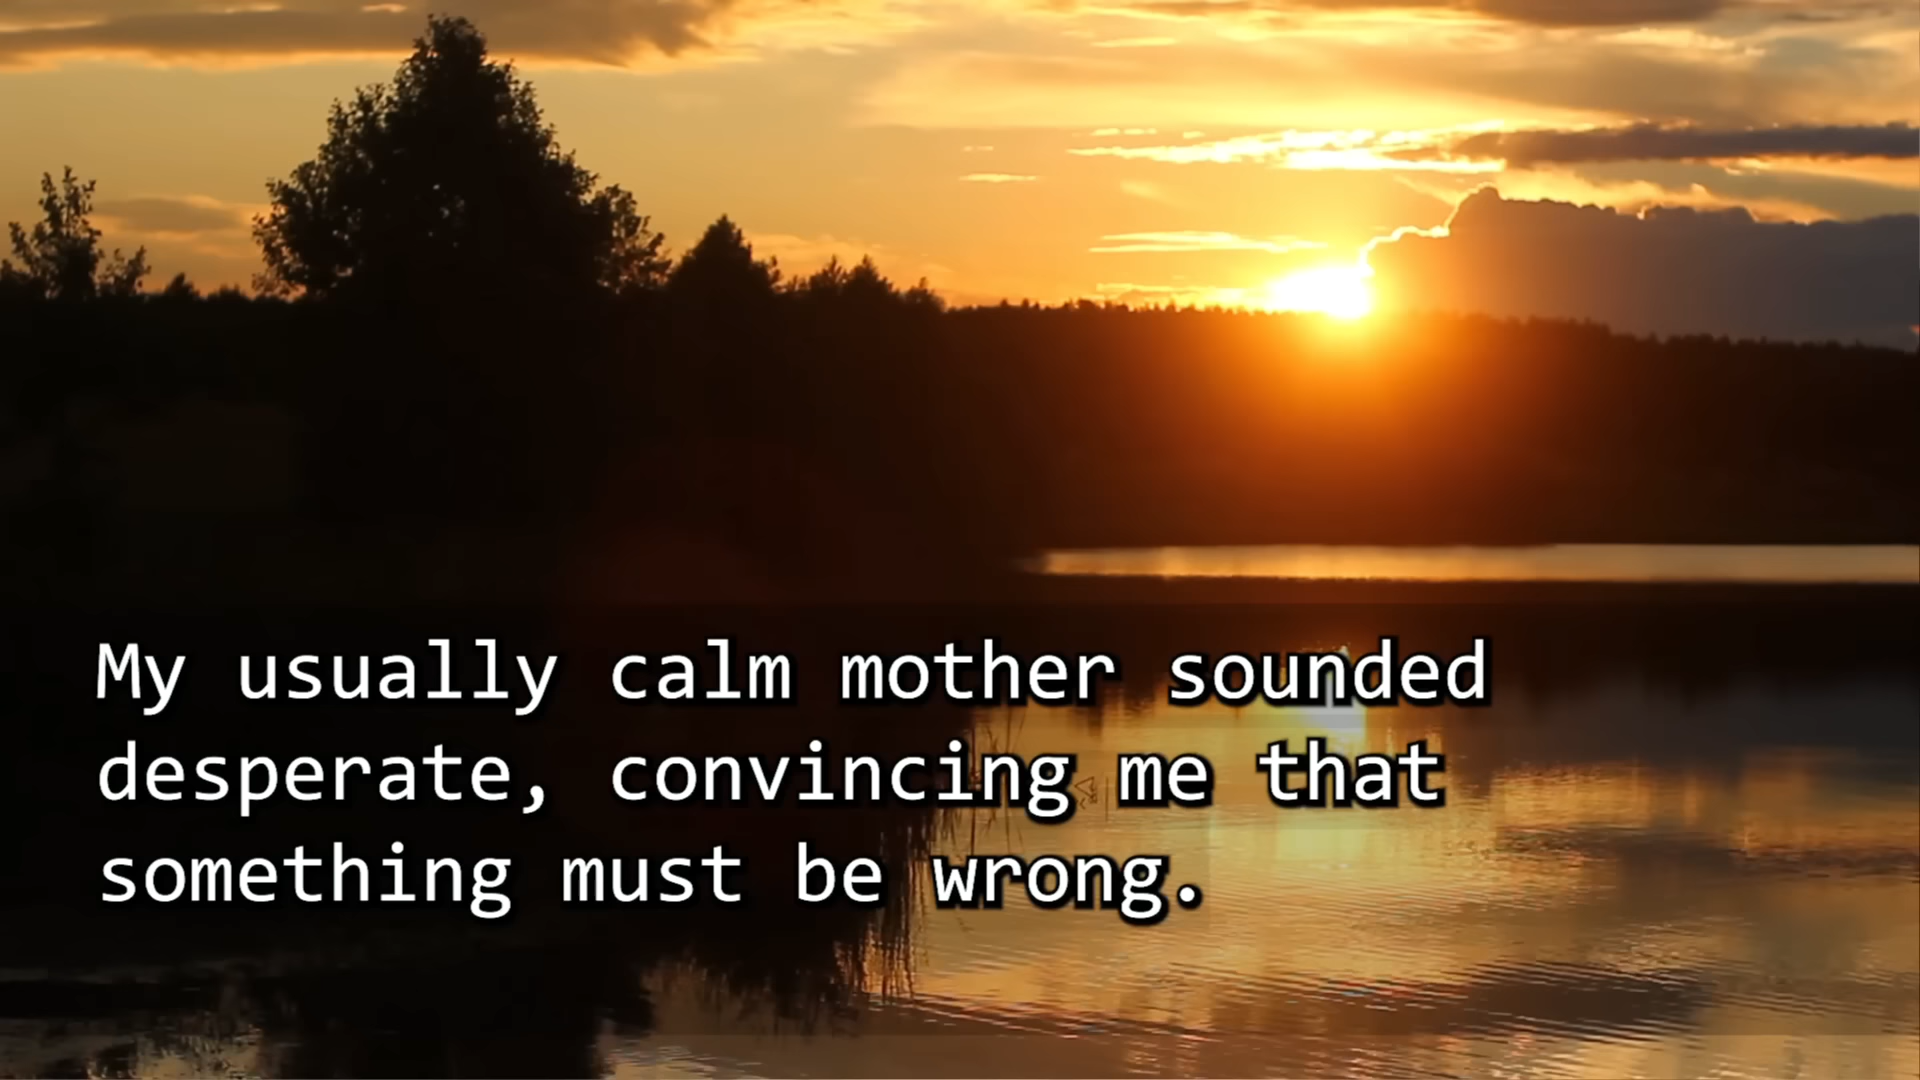 My usually calm mother sounded
desperate, convincing me that
something must be wrong.